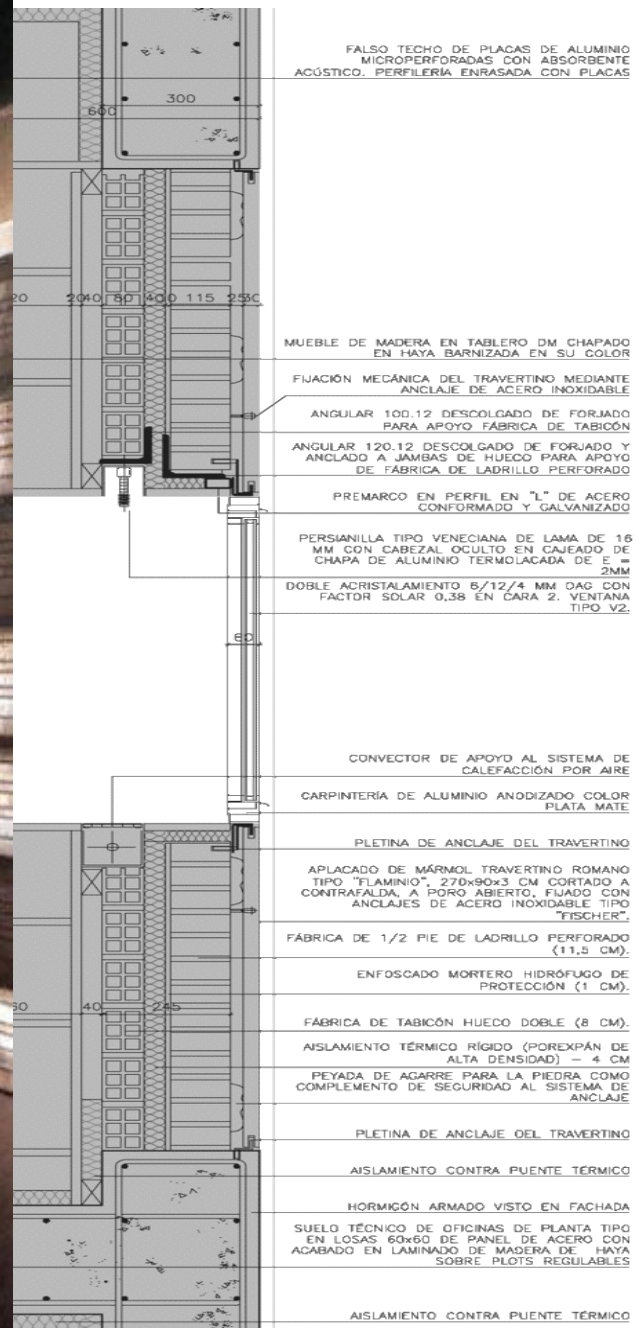 FALSO TECHO DE PLACAS DE ALUMINIO
MICROPERFORADAS CON ABSORBENTE
ACÚSTICO. PERFILERÍA ENRASADA CON PLACAS
300
600
20
20
40
80
40
115
25
30
MUEBLE DE MADERA EN TABLERO DM CHAPADO
EN HAYA BARNIZADA EN SU COLOR
FIJACIÓN MECÁNICA DEL TRAVERTINO MEDIANTE
ANCLAJE DE ACERO INOXIDABLE
ANGULAR 100.12 DESCOLGADO DE FORJADO
PARA APOYO FÁBRICA DE TABICÓN
ANGULAR 120.12 DESCOLGADO DE FORJADO Y
ANCLADO A JAMBAS DE HUECO PARA APOYO
DE FÁBRICA DE LADRILLO PERFORADO
PREMARCO EN PERFIL EN "L" DE ACERO
CONFORMADO Y GALVANIZADO
PERSIANILLA TIPO VENECIANA DE LAMA DE 16
MM CON CABEZAL OCULTO EN CAJEADO DE
CHAPA DE ALUMINIO TERMOLACADA DE E =
2MM
DOBLE ACRISTALAMIENTO 6/12/4 MM DAG CON
FACTOR SOLAR 0,38 EN CARA 2. VENTANA
TIPO V2.
60
CONVECTOR DE APOYO AL SISTEMA DE
CALEFACCIÓN POR AIRE
CARPINTERÍA DE ALUMINIO ANODIZADO COLOR
PLATA MATE
PLETINA DE ANCLAJE DEL TRAVERTINO
APLACADO DE MÁRMOL TRAVERTINO ROMANO
TIPO "FLAMINIO", 270x90x3 CM CORTADO A
CONTRAFALDA, A PORO ABIERTO, FIJADO CON
ANCLAJES DE ACERO INOXIDABLE TIPO
"FISCHER".
FÁBRICA DE 1/2 PIE DE LADRILLO PERFORADO
(11,5 CM).
ENFOSCADO MORTERO HIDRÓFUGO DE
PROTECCIÓN (1 CM).
60
40
245
FÁBRICA DE TABICÓN HUECO DOBLE (8 CM).
AISLAMIENTO TÉRMICO RÍGIDO (POREXPÁN DE
ALTA DENSIDAD) – 4 CM
PEYADA DE AGARRE PARA LA PIEDRA COMO
COMPLEMENTO DE SEGURIDAD AL SISTEMA DE
ANCLAJE
PLETINA DE ANCLAJE DEL TRAVERTINO
AISLAMIENTO CONTRA PUENTE TÉRMICO
HORMIGÓN ARMADO VISTO EN FACHADA
SUELO TÉCNICO DE OFICINAS DE PLANTA TIPO
EN LOSAS 60x60 DE PANEL DE ACERO CON
ACABADO EN LAMINADO DE MADERA DE HAYA
SOBRE PLOTS REGULABLES
AISLAMIENTO CONTRA PUENTE TÉRMICO